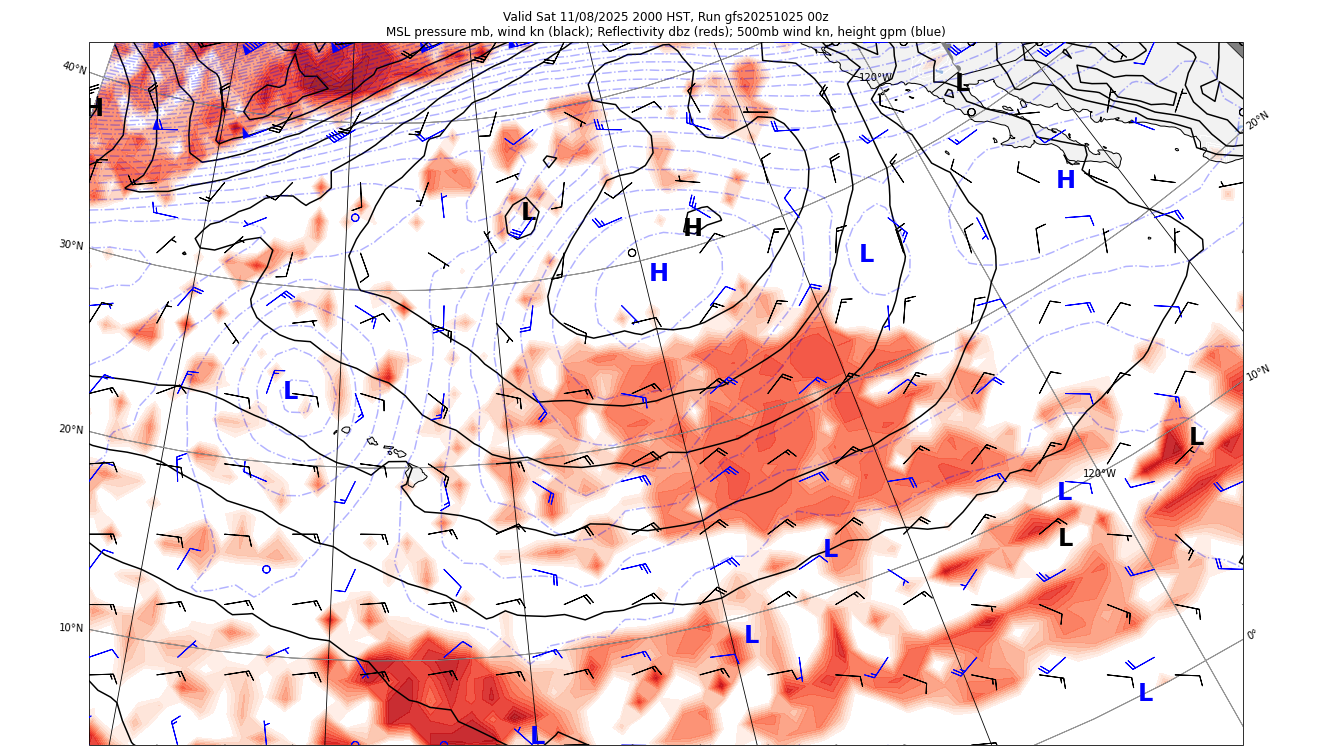 Valid Sat 11/08/2025 2000 HST, Run gfs20251025 00z
MSL pressure mb, wind kn (black); Reflectivity dbz (reds); 500mb wind kn, height gpm (blue)
40°N
120°W
L
H
20°N
H
L
H
30°N
L
H
L
10°N
20°N
L
120°W
L
L
L
10°N
L
0°
L
L